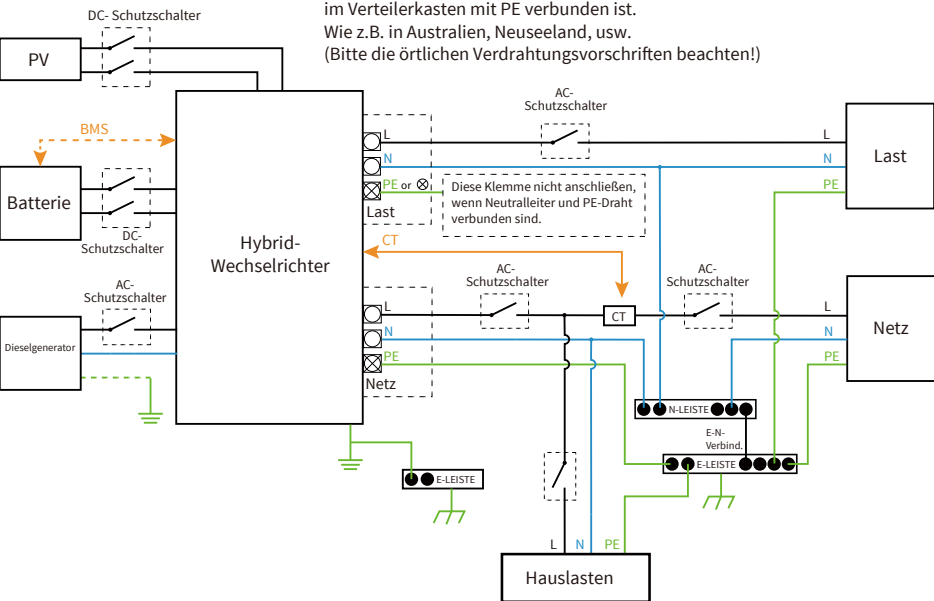 im Verteilerkasten mit PE verbunden ist.
Wie z.B. in Australien, Neuseeland, usw.
(Bitte die örtlichen Verdrahtungsvorschriften beachten!)
DC- Schutzschalter
PV
BMS
Batterie
DC-
Schutzschalter
AC-
Schutzschalter
Dieselgenerator
Hybrid-
Wechselrichter
L
N
PE or
Last
Diese Klemme nicht anschließen,
wenn Neutralleiter und PE-Draht
verbunden sind.
AC-
Schutzschalter
L
N
PE
Last
CT
AC-
Schutzschalter
CT
AC-
Schutzschalter
L
N
PE
Netz
L
N
PE
Netz
N-LEISTE
E-N-
Verbind.
E-LEISTE
E-LEISTE
L
N
PE
Hauslasten